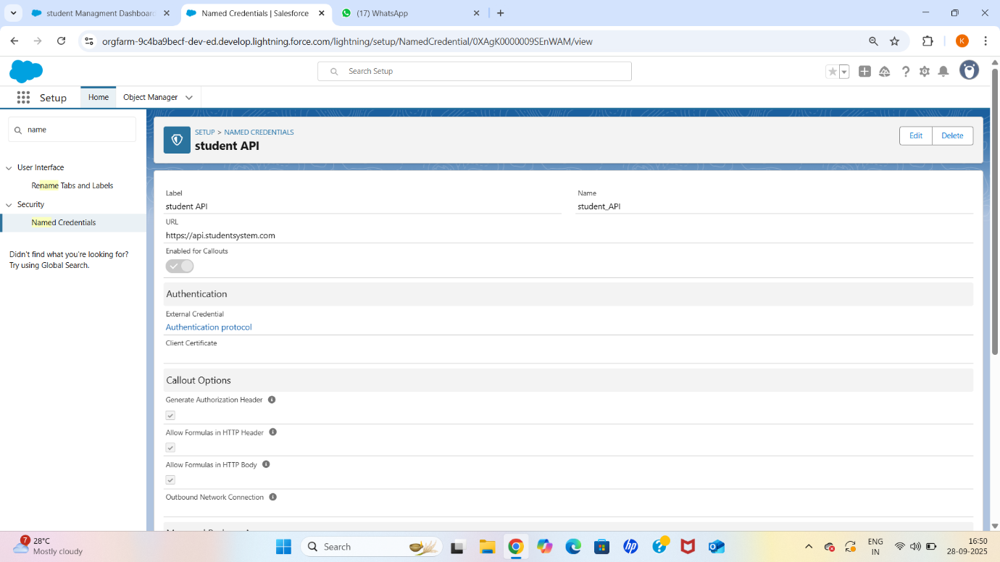 student Managment Dashboard
Named Credentials | Salesforce
(17) WhatsApp
orgfarm-9c4ba9becf-dev-ed.develop.lightning.force.com/lightning/setup/NamedCredential/0XAgK0000009SEnWAM/view
K
Search Setup
Setup
Home
Object Manager
name
User Interface
Rename Tabs and Labels
Security
Named Credentials
Didn't find what you're looking for?
Try using Global Search.
SETUP > NAMED CREDENTIALS
student API
Edit
Delete
Label
student API
Name
student_API
URL
https://api.studentsystem.com
Enabled for Callouts
Authentication
External Credential
Authentication protocol
Client Certificate
Callout Options
Generate Authorization Header
Allow Formulas in HTTP Header
Allow Formulas in HTTP Body
Outbound Network Connection
7
28°C
Mostly cloudy
Search
ENG
IN
16:50
28-09-2025